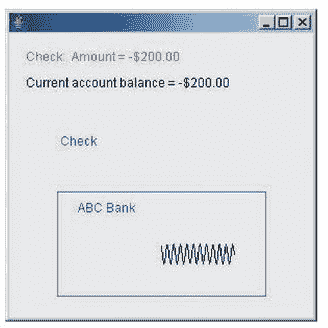 Check: Amount = -$200.00
Current account balance = -$200.00
Check
ABC Bank